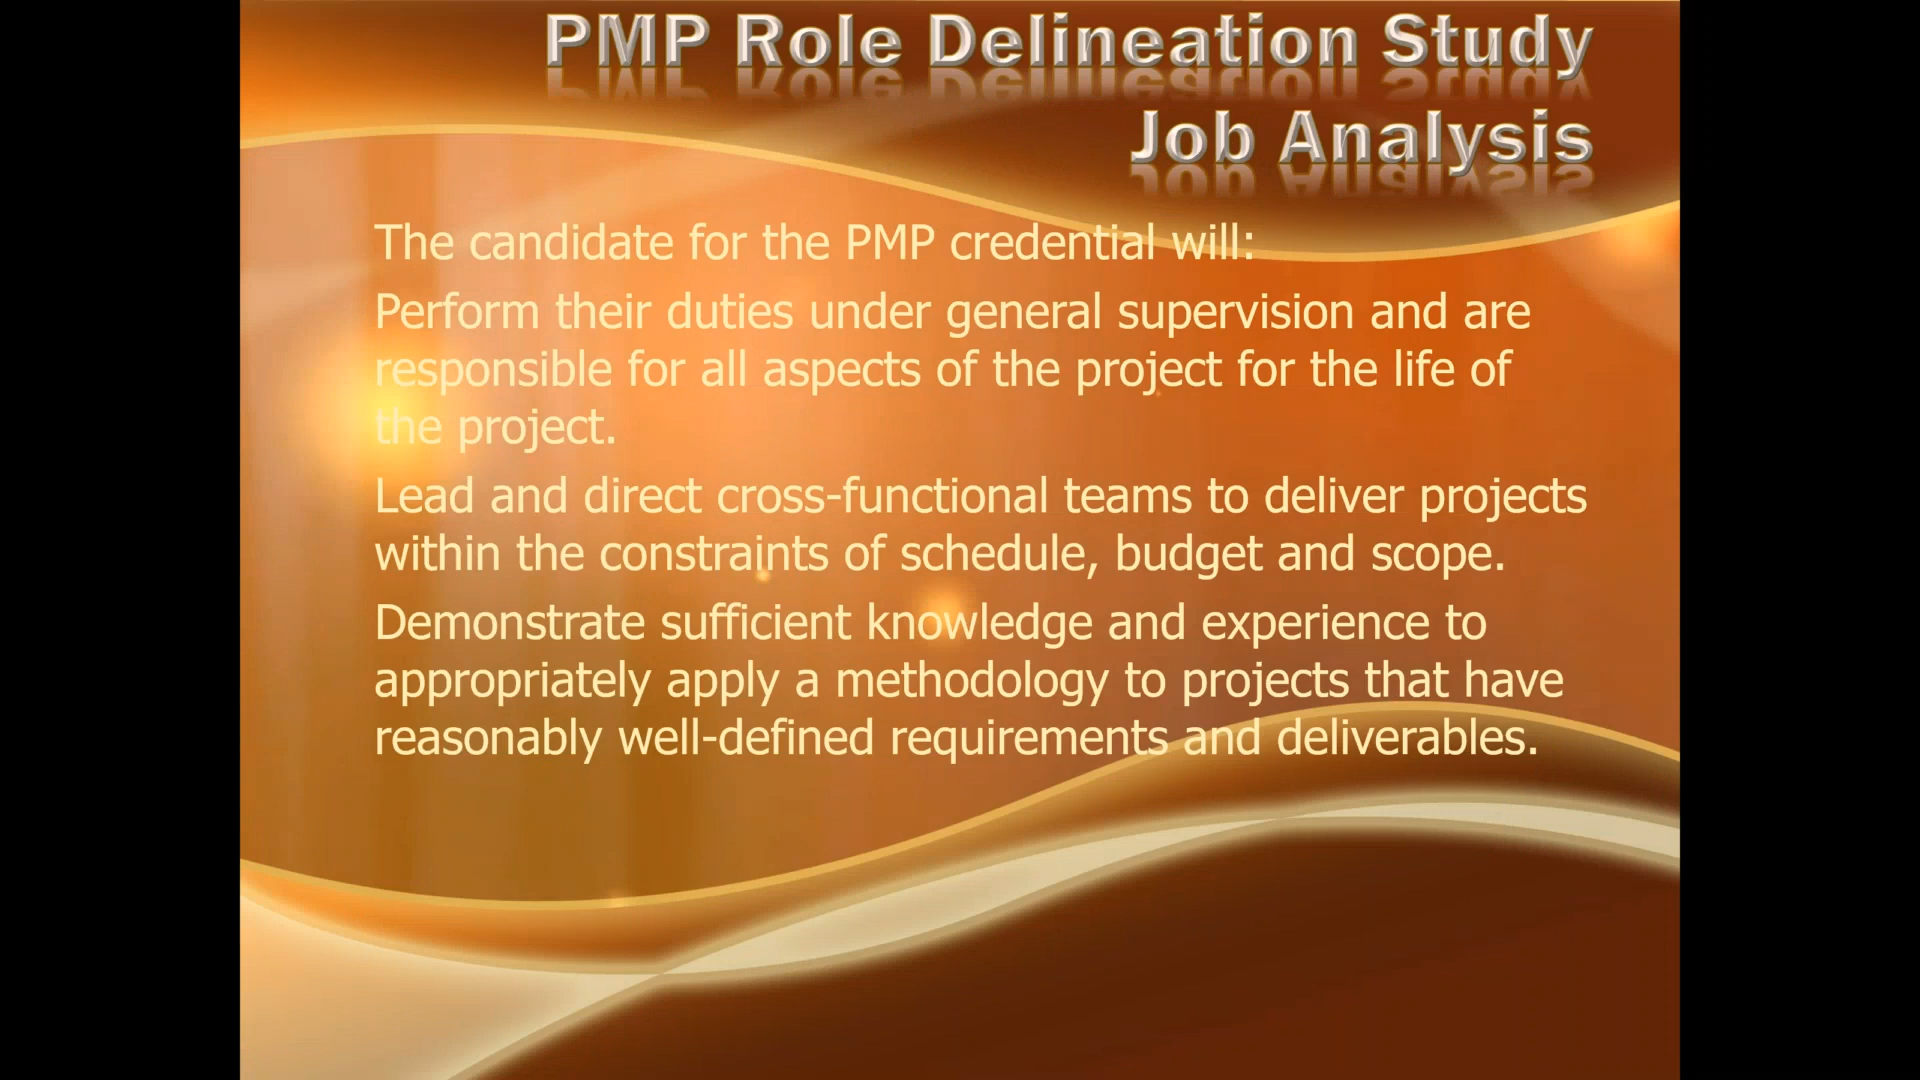 PMP Role Delineation Study
Job Analysis
The candidate for the PMP credential will:
Perform their duties under general supervision and are
responsible for all aspects of the project for the life of
the project.
Lead and direct cross-functional teams to deliver projects
within the constraints of schedule, budget and scope.
Demonstrate sufficient knowledge and experience to
appropriately apply a methodology to projects that have
reasonably well-defined requirements and deliverables.